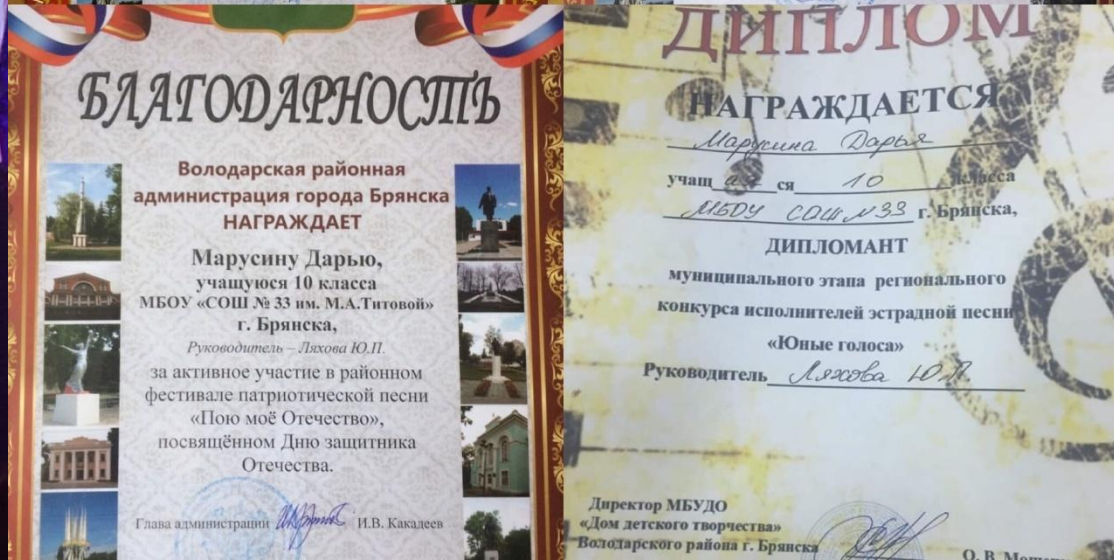 БЛАГОДАРНОСТЬ
Володарская районная
администрация города Брянска
НАГРАЖДАЕТ
Марусину Дарью,
учащуюся 10 класса
МБОУ «СОШ № 33 им. М.А.Титовой»
г. Брянска,
Руководитель – Ляхова Ю.П.
за активное участие в районном
фестивале патриотической песни
«Пою моё Отечество»,
посвящённом Дню защитника
Отечества.
Глава администрации И.В. Какадеев
ДИПЛОМ
НАГРАЖДАЕТСЯ
Марусина Дарья
учащаяся 10 класса
МБОУ СОШ №33 г. Брянска,
ДИПЛОМАНТ
муниципального этапа регионального
конкурса исполнителей эстрадной песни
«Юные голоса»
Руководитель Ляхова Ю.П
Директор МБУДО
«Дом детского творчества»
Володарского района г. Брянска
О. В.